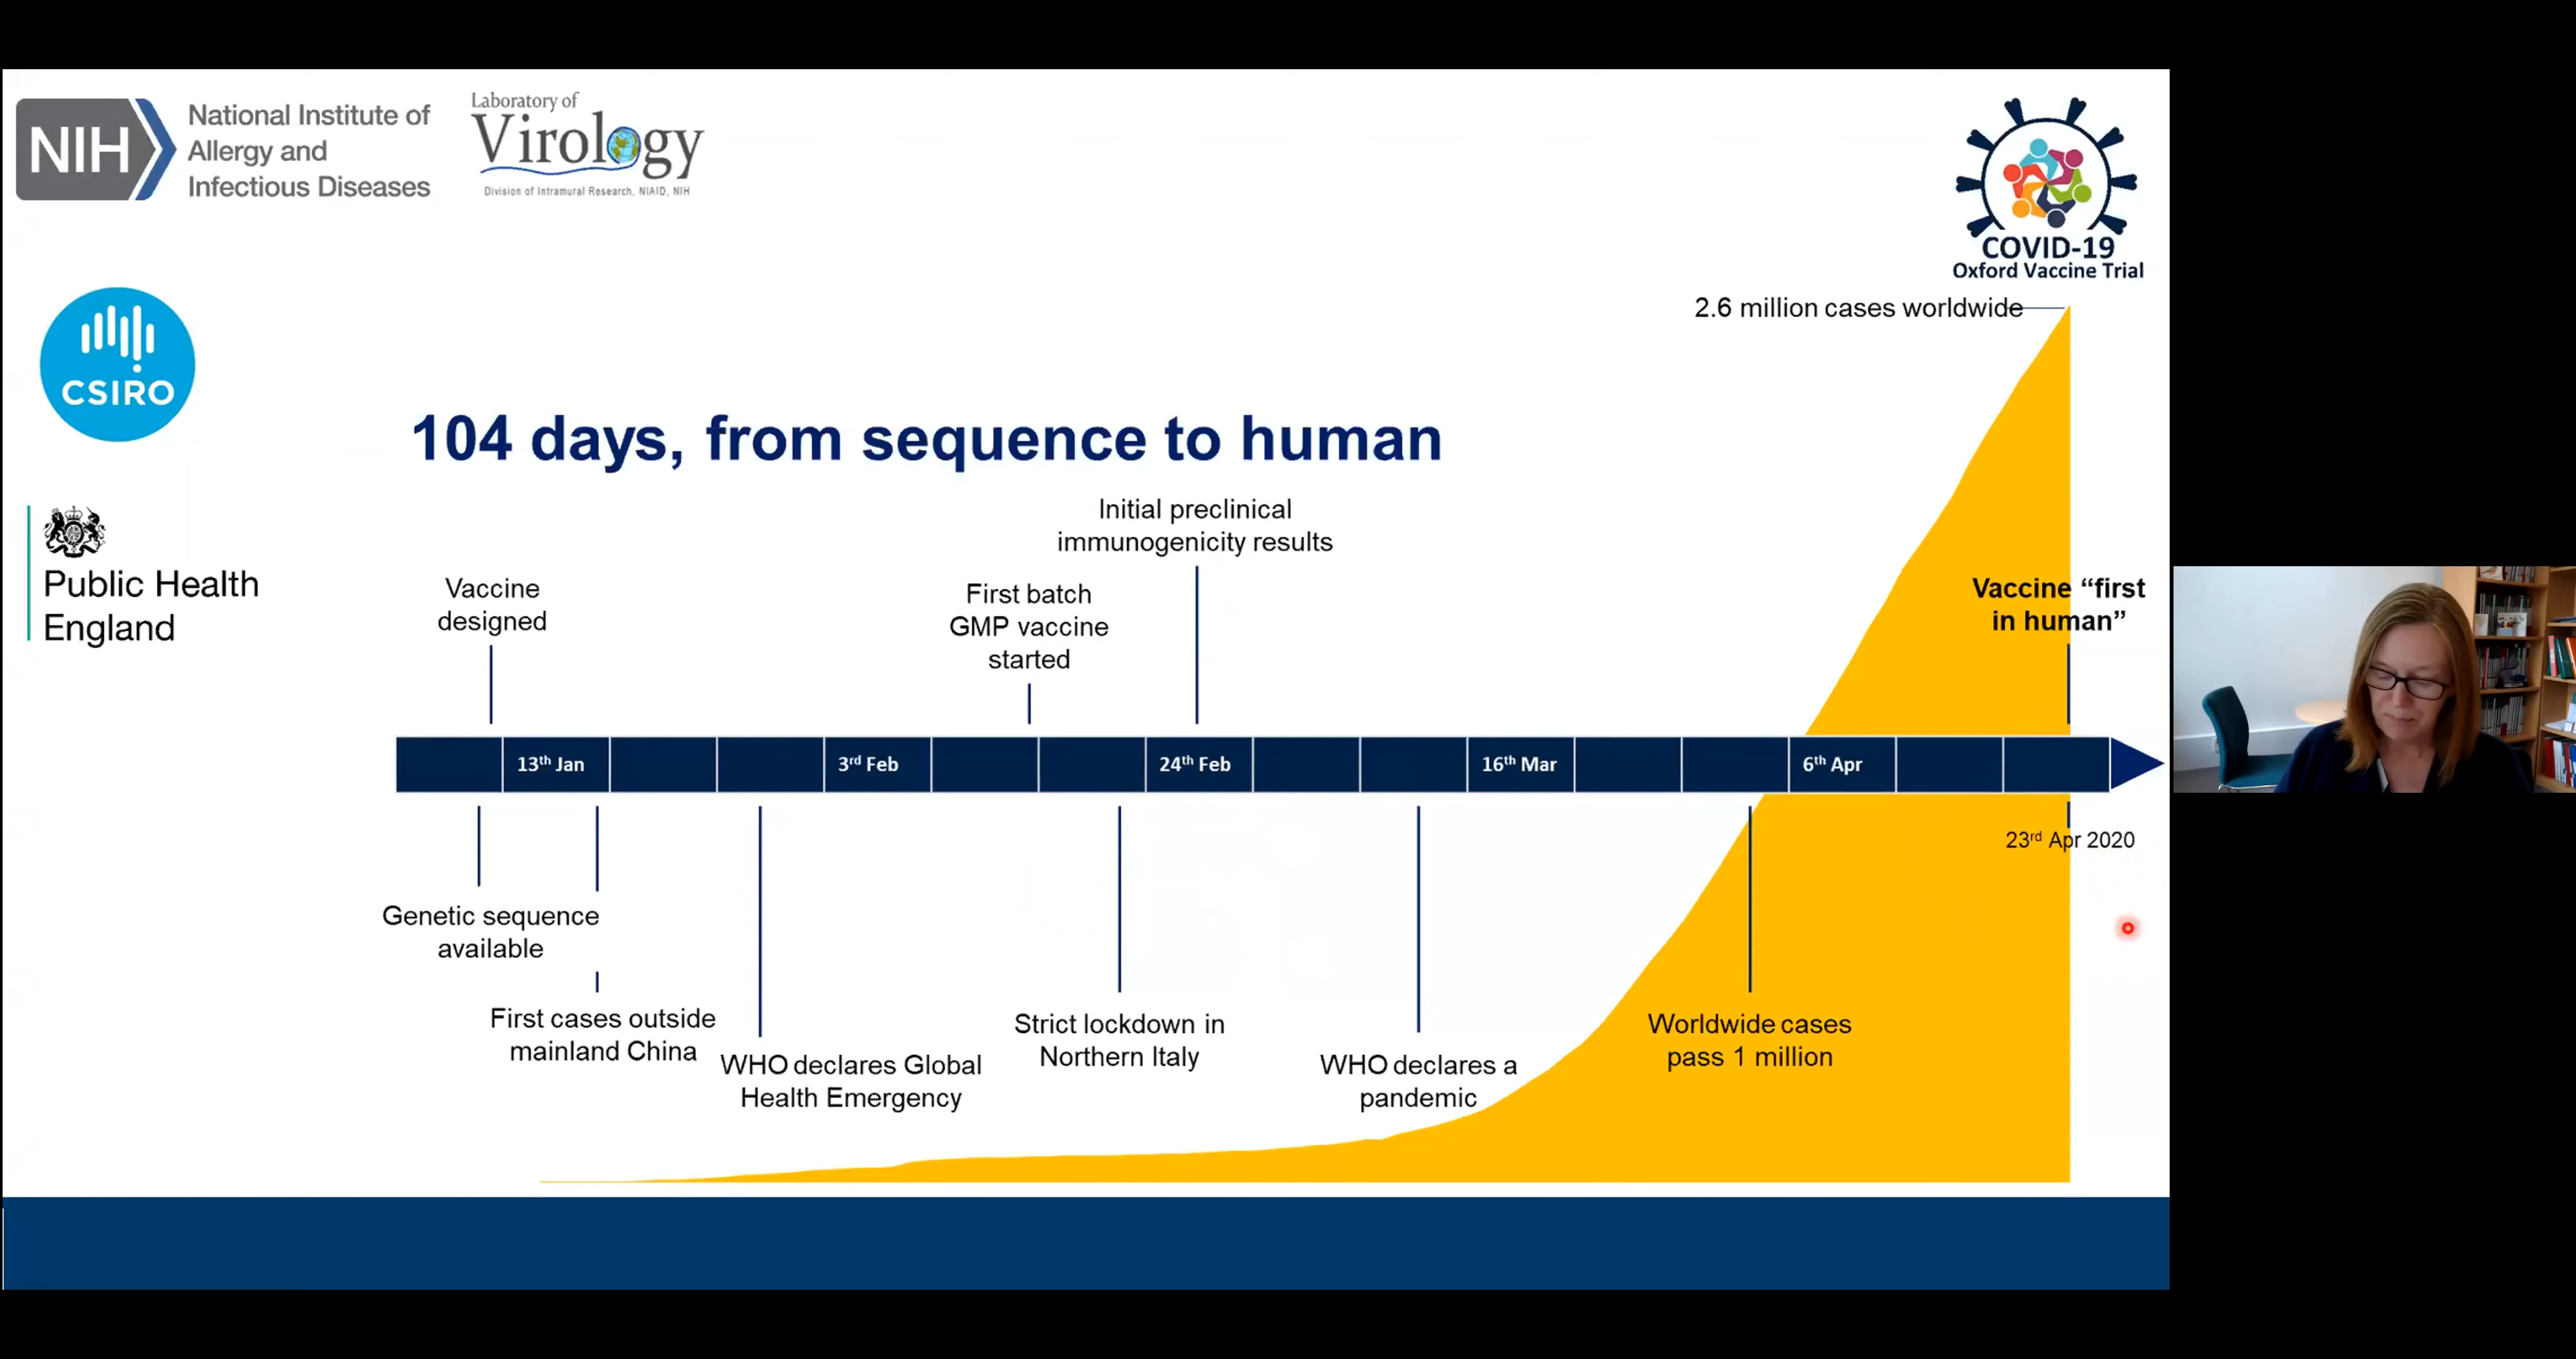 NIH
National Institute of
Allergy and
Infectious Diseases
Laboratory of
Virology
Division of Intramural Research, NIAID, NIH
COVID-19
Oxford Vaccine Trial
CSIRO
Public Health
England
2.6 million cases worldwide
104 days, from sequence to human
Vaccine
designed
First batch
GMP vaccine
started
Initial preclinical
immunogenicity results
Vaccine “first
in human”
13th Jan
3rd Feb
24th Feb
16th Mar
6th Apr
23rd Apr 2020
Genetic sequence
available
First cases outside
mainland China
WHO declares Global
Health Emergency
Strict lockdown in
Northern Italy
WHO declares a
pandemic
Worldwide cases
pass 1 million